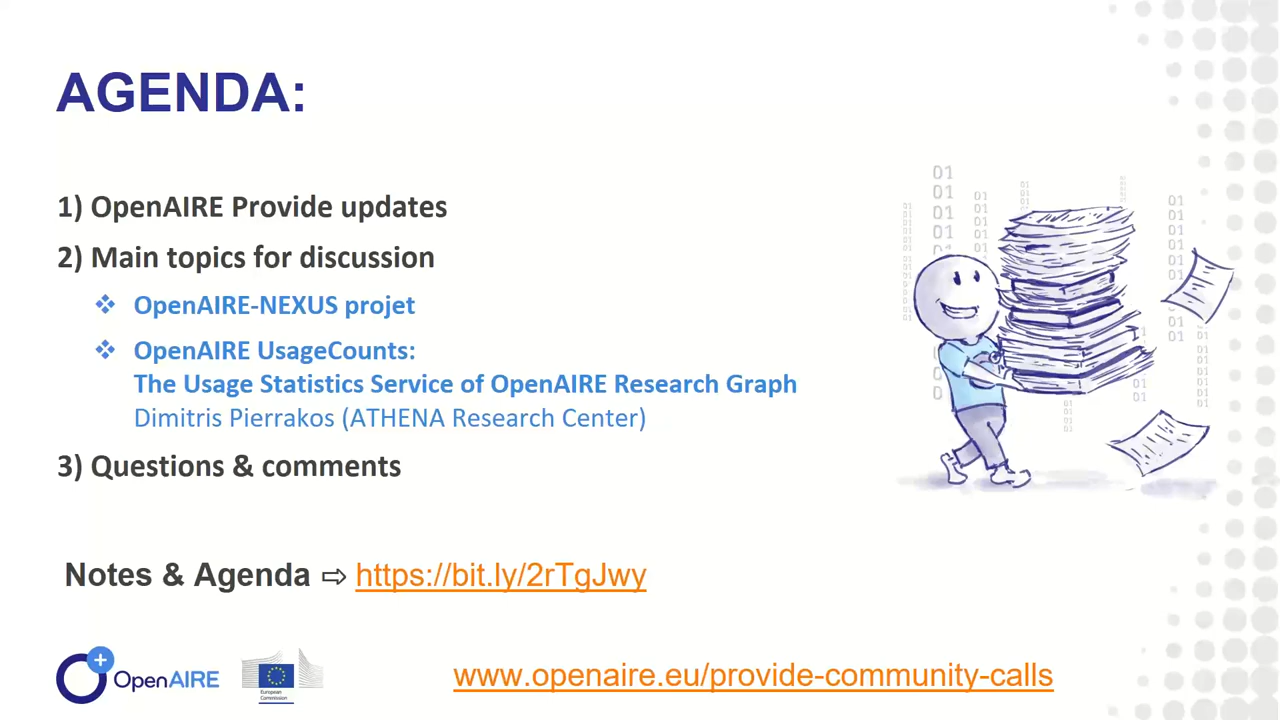 AGENDA:
1) OpenAIRE Provide updates
2) Main topics for discussion
❖ OpenAIRE-NEXUS projet
❖ OpenAIRE UsageCounts:
The Usage Statistics Service of OpenAIRE Research Graph
Dimitris Pierrakos (ATHENA Research Center)
3) Questions & comments
Notes & Agenda ⇨ https://bit.ly/2rTgJwy
OpenAIRE
European
Commission
www.openaire.eu/provide-community-calls